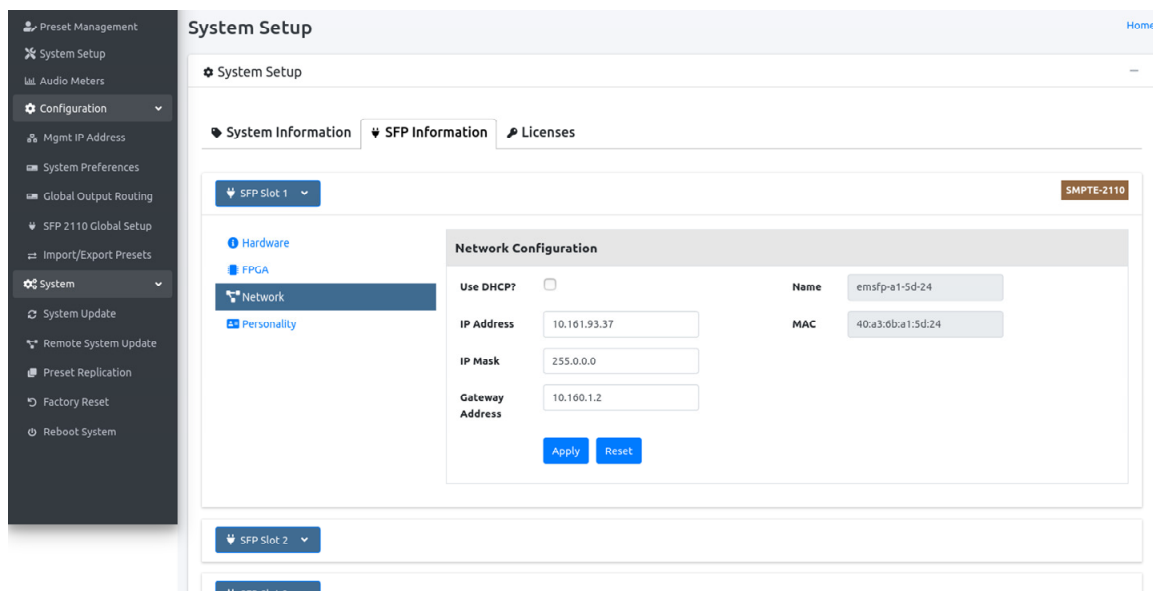 Preset Management
System Setup
Audio Meters
Configuration
Mgmt IP Address
System Preferences
Global Output Routing
SFP 2110 Global Setup
Import/Export Presets
System
System Update
Remote System Update
Preset Replication
Factory Reset
Reboot System
System Setup
Home
System Setup
System Information
SFP Information
Licenses
SFP Slot 1
SMPTE-2110
Hardware
FPGA
Network
Personality
Network Configuration
Use DHCP?
Name emsfp-a1-5d-24
IP Address 10.161.93.37
MAC 40:a3:6b:a1:5d:24
IP Mask 255.0.0.0
Gateway
Address
10.160.1.2
Apply Reset
SFP Slot 2